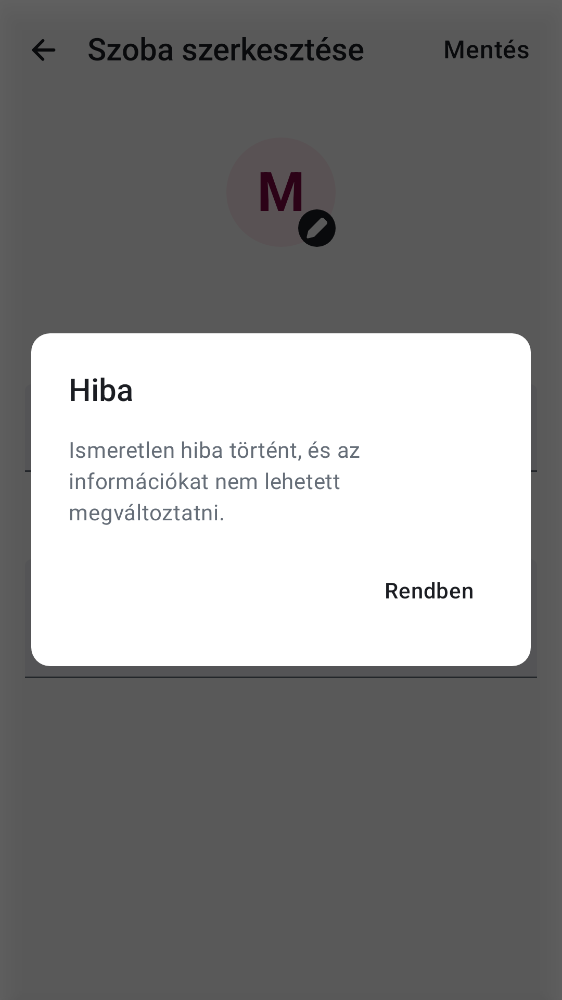 Szoba szerkesztése
Mentés
M
Hiba
Ismeretlen hiba történt, és az
információkat nem lehetett
megváltoztatni.
Rendben